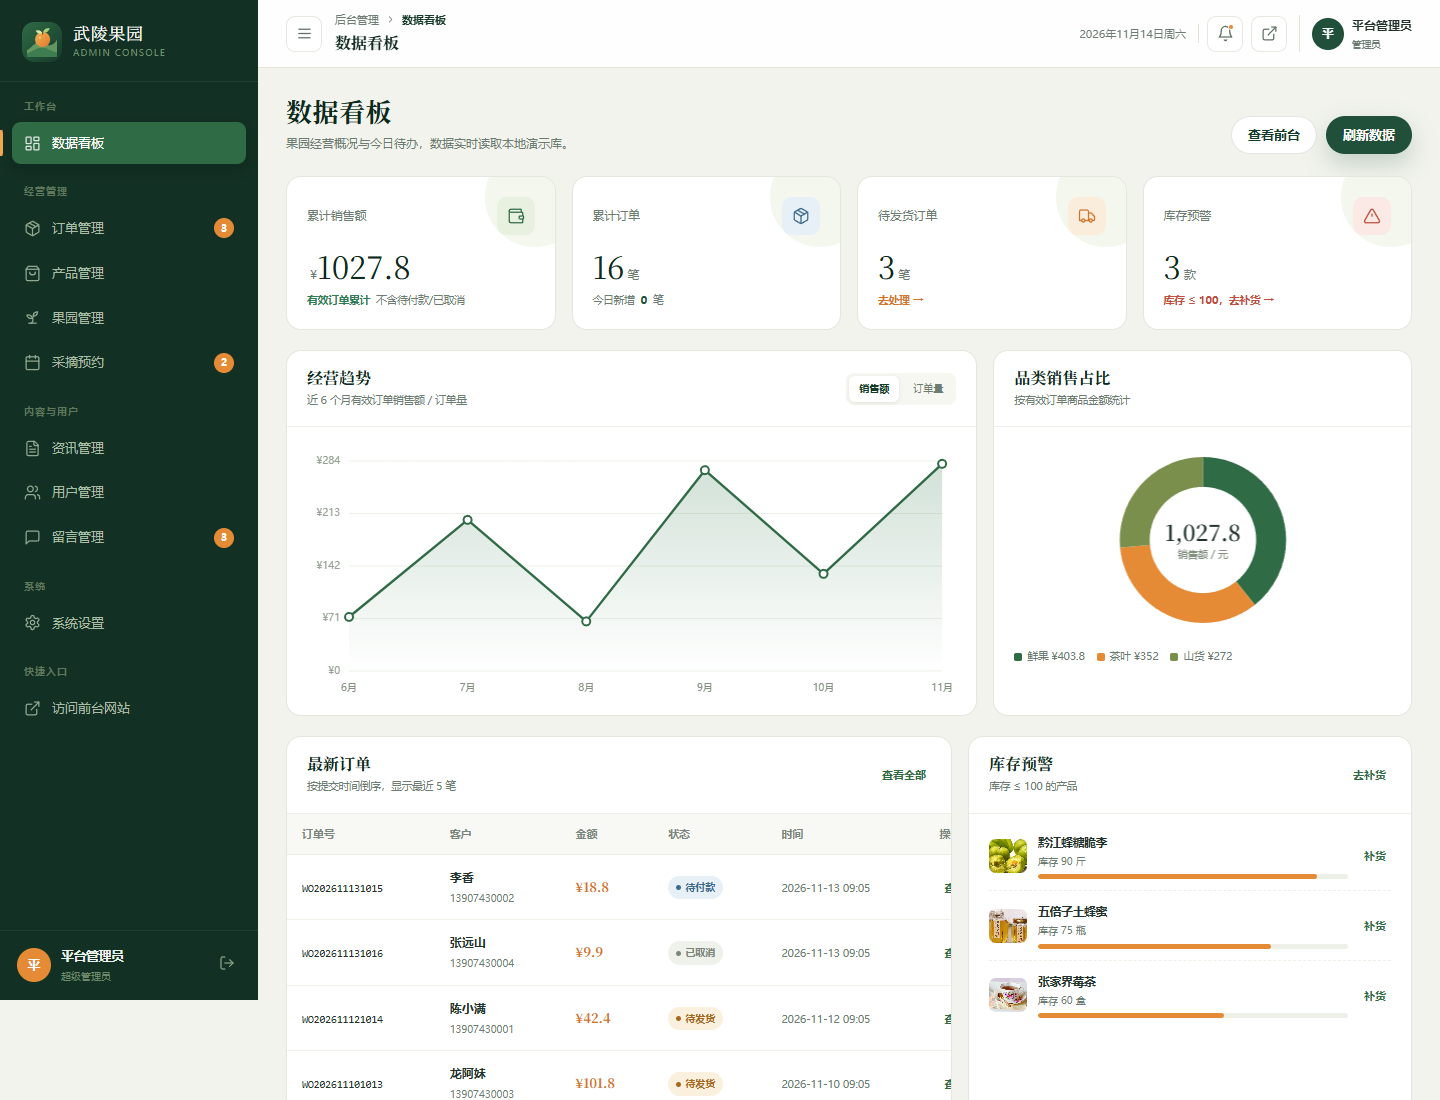 武陵果园
ADMIN CONSOLE
工作台
数据看板
经营管理
订单管理
3
产品管理
果园管理
采摘预约
2
内容与用户
资讯管理
用户管理
留言管理
3
系统
系统设置
快捷入口
访问前台网站
平
平台管理员
超级管理员
后台管理 > 数据看板
数据看板
2026年11月14日周六
平
平台管理员
管理员
数据看板
果园经营概况与今日待办，数据实时读取本地演示库。
查看前台
刷新数据
累计销售额
¥1027.8
有效订单累计 不含待付款/已取消
累计订单
16 笔
今日新增 0 笔
待发货订单
3 笔
去处理 →
库存预警
3 款
库存 ≤ 100，去补货 →
经营趋势
近 6 个月有效订单销售额 / 订单量
销售额
订单量
¥284
¥213
¥142
¥71
¥0
6月
7月
8月
9月
10月
11月
品类销售占比
按有效订单商品金额统计
1,027.8
销售额 / 元
鲜果 ¥403.8
茶叶 ¥352
山货 ¥272
最新订单
按提交时间倒序，显示最近 5 笔
查看全部
订单号 客户 金额 状态 时间 操
WO202611131015 李香 13907430002 ¥18.8 待付款 2026-11-13 09:05
WO202611131016 张远山 13907430004 ¥9.9 已取消 2026-11-13 09:05
WO202611121014 陈小满 13907430001 ¥42.4 待发货 2026-11-12 09:05
WO202611101013 龙阿妹 13907430003 ¥101.8 待发货 2026-11-10 09:05
库存预警
库存 ≤ 100 的产品
去补货
黔江蜂糖脆李
库存 90 斤
补货
五倍子土蜂蜜
库存 75 瓶
补货
张家界莓茶
库存 60 盒
补货